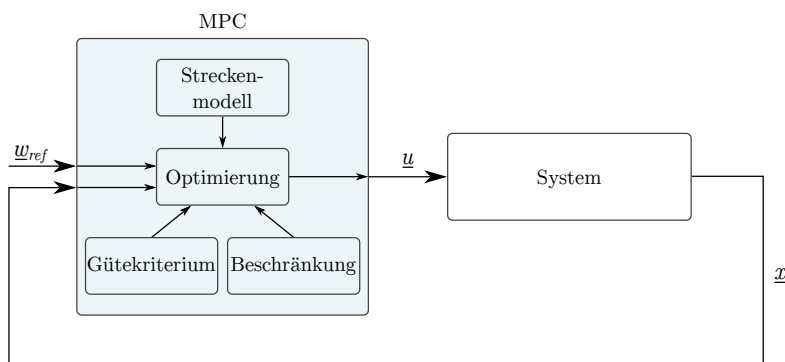 MPC
Strecken-
modell
w_ref
Optimierung
u
System
Gütekriterium
Beschränkung
x